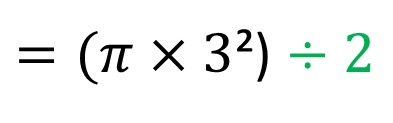 = (π × 3²) ÷ 2